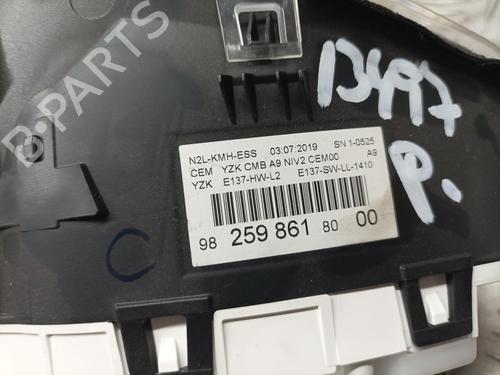 B-PARTS
13497
P.
N2L-KMH-ESS 03:07:2019 SN 1-0525
CEM YZK CMB A9 NIV2 CEM00 A9
YZK E137-HW-L2 E137-SW-LL-1410
98 259 861 80 00
C